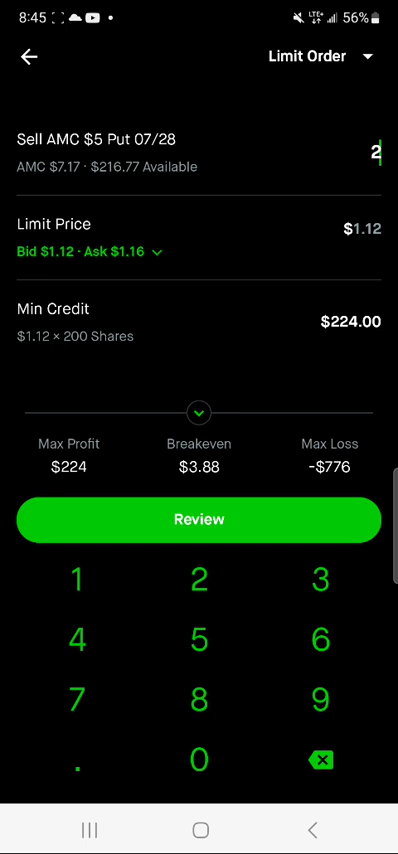 8:45 LTE+ 56%
Limit Order
Sell AMC $5 Put 07/28
2
AMC $7.17 · $216.77 Available
Limit Price
$1.12
Bid $1.12 · Ask $1.16
Min Credit
$224.00
$1.12 × 200 Shares
Max Profit Breakeven Max Loss
$224 $3.88 -$776
Review
1 2 3
4 5 6
7 8 9
. 0